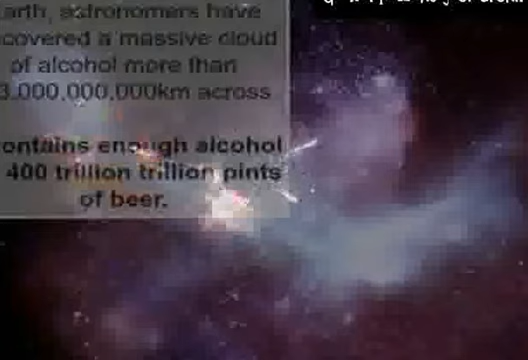 arth, astronomers have
covered a massive cloud
of alcohol more than
3,000,000,000km across
ontains enough alcohol
400 trillion trillion pints
of beer.